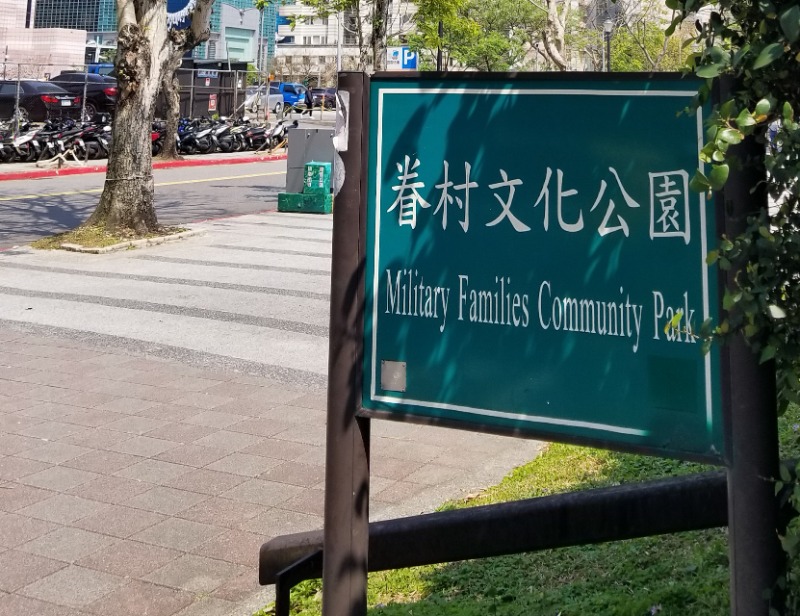 眷村文化公園
Military Families Community Park
P